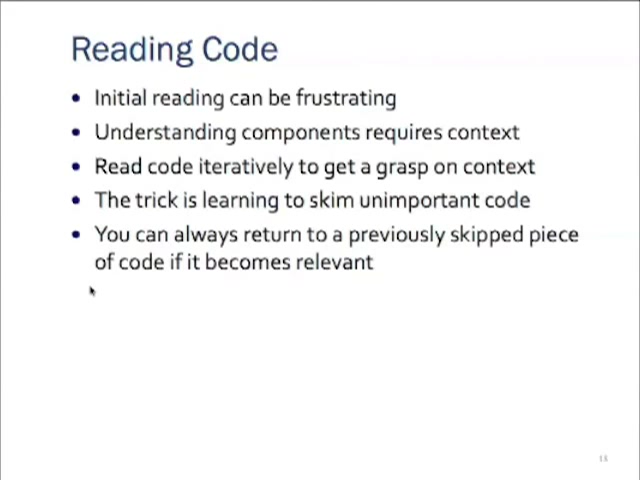 Reading Code
• Initial reading can be frustrating
• Understanding components requires context
• Read code iteratively to get a grasp on context
• The trick is learning to skim unimportant code
• You can always return to a previously skipped piece
of code if it becomes relevant